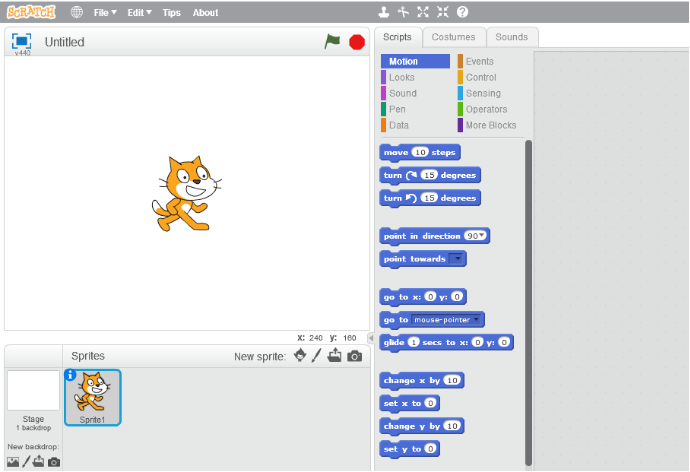 SCRATCH File Edit Tips About
Scripts Costumes Sounds
v446 Untitled
Motion Events
Looks Control
Sound Sensing
Pen Operators
Data More Blocks
move 10 steps
turn 15 degrees
turn 15 degrees
point in direction 90
point towards
go to x: 0 y: 0
go to mouse-pointer
glide 1 secs to x: 0 y: 0
change x by 10
set x to 0
change y by 10
set y to 0
x: 240 y: 160
Sprites New sprite:
Stage
1 backdrop
Sprite1
New backdrop: